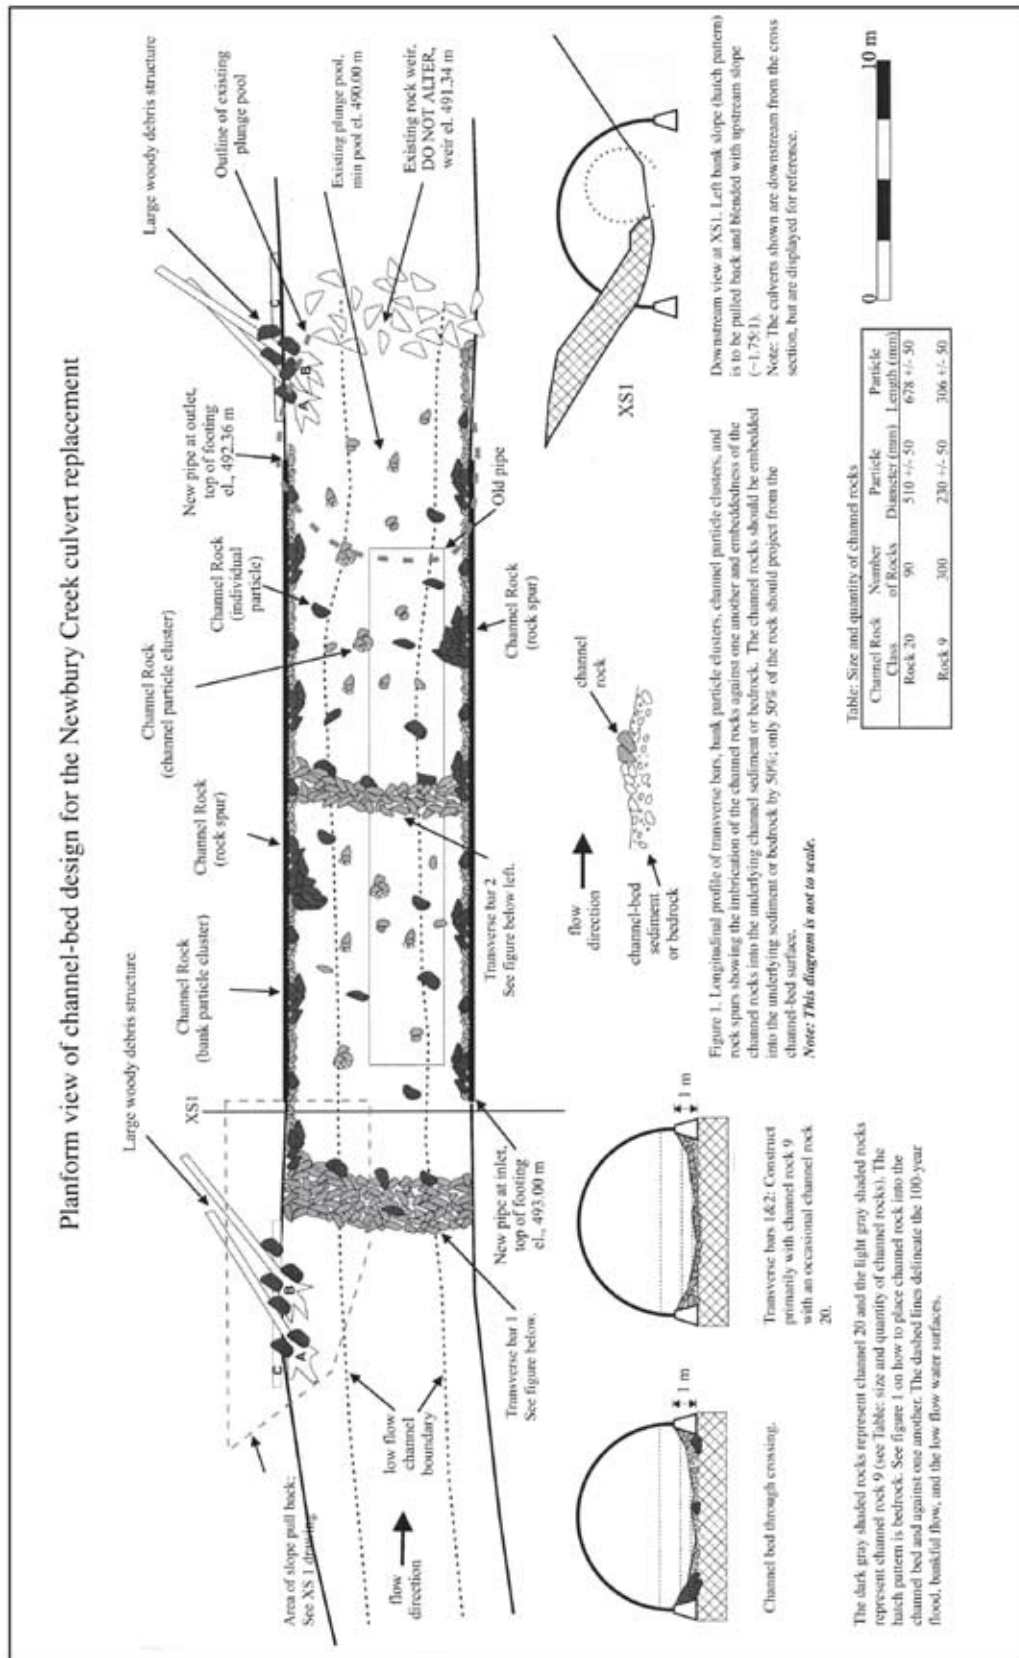 Planform view of channel-bed design for the Newbury Creek culvert replacement
Large woody debris structure
XS1
Area of slope pull back;
See XS 1 drawing
flow
direction
low flow
channel
boundary
C
A
B
Transverse bar 1
See figure below.
New pipe at inlet,
top of footing
el., 493.00 m
Channel Rock
(bank particle cluster)
Channel Rock
(rock spur)
Channel Rock
(channel particle cluster)
Channel Rock
(individual
particle)
New pipe at outlet,
top of footing
el., 492.36 m
Large woody debris structure
Outline of existing
plunge pool
Existing plunge pool,
min pool el. 490.00 m
Existing rock weir.
DO NOT ALTER,
weir el. 491.34 m
A
B
C
Transverse bar 2
See figure below left.
Channel Rock
(rock spur)
Old pipe
1 m
Channel bed through crossing.
1 m
Transverse bars 1&2: Construct
primarily with channel rock 9
with an occasional channel rock
20.
The dark gray shaded rocks represent channel 20 and the light gray shaded rocks
represent channel rock 9 (see Table: size and quantity of channel rocks). The
hatch pattern is bedrock. See figure 1 on how to place channel rock into the
channel bed and against one another. The dashed lines delineate the 100-year
flood, bankful flow, and the low flow water surfaces.
flow
direction
channel
rock
channel-bed
sediment
or bedrock
Figure 1. Longitudinal profile of transverse bars, bank particle clusters, channel particle clusters, and
rock spurs showing the imbrication of the channel rocks against one another and embeddedness of the
channel rocks into the underlying channel sediment or bedrock. The channel rocks should be embedded
into the underlying sediment or bedrock by 50%; only 50% of the rock should project from the
channel-bed surface.
Note: This diagram is not to scale.
XS1
Downstream view at XS1. Left bank slope (hatch pattern)
is to be pulled back and blended with upstream slope
(~1.75:1).
Note: The culverts shown are downstream from the cross
section, but are displayed for reference.
Table: Size and quantity of channel rocks
Channel Rock Number Particle Particle
Class of Rocks Diameter (mm) Length (mm)
Rock 20 90 510 +/- 50 678 +/- 50
Rock 9 300 230 +/- 50 306 +/- 50
0 10 m